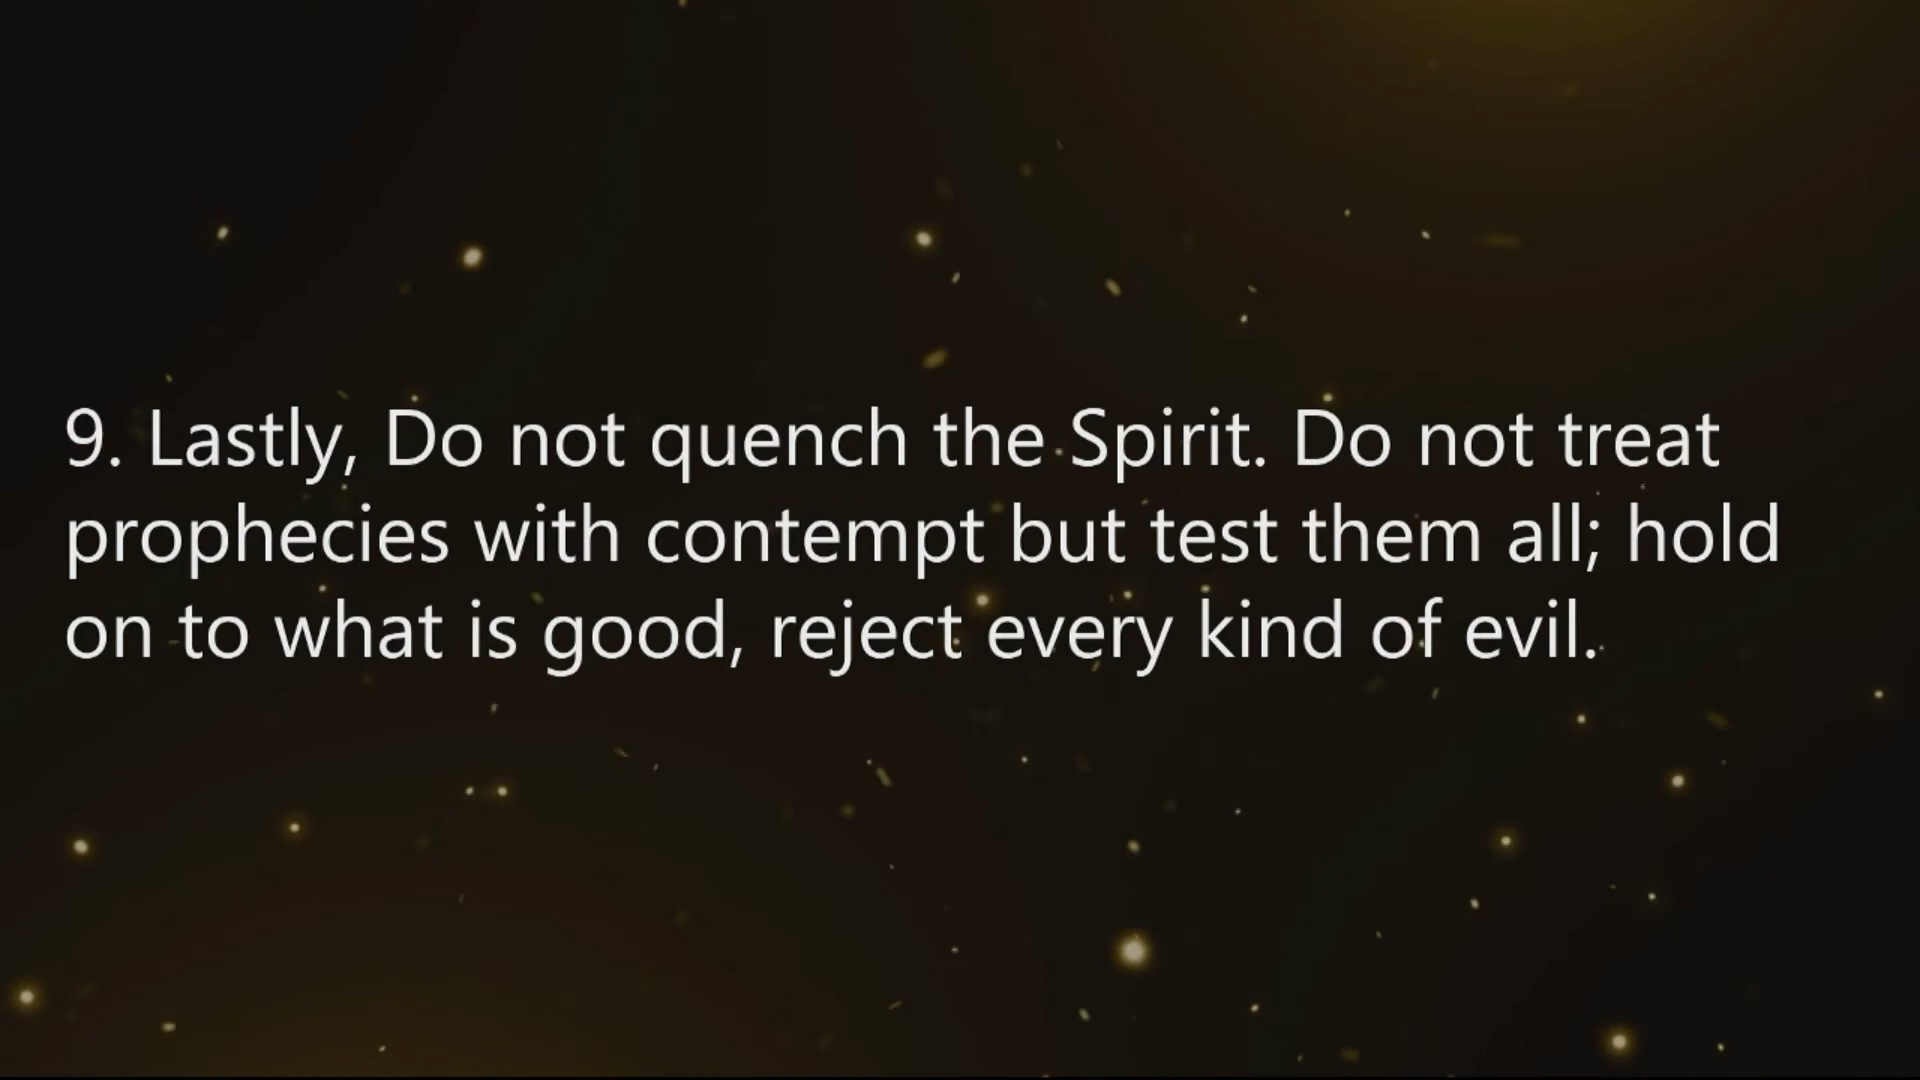 9. Lastly, Do not quench the Spirit. Do not treat
prophecies with contempt but test them all; hold
on to what is good, reject every kind of evil.